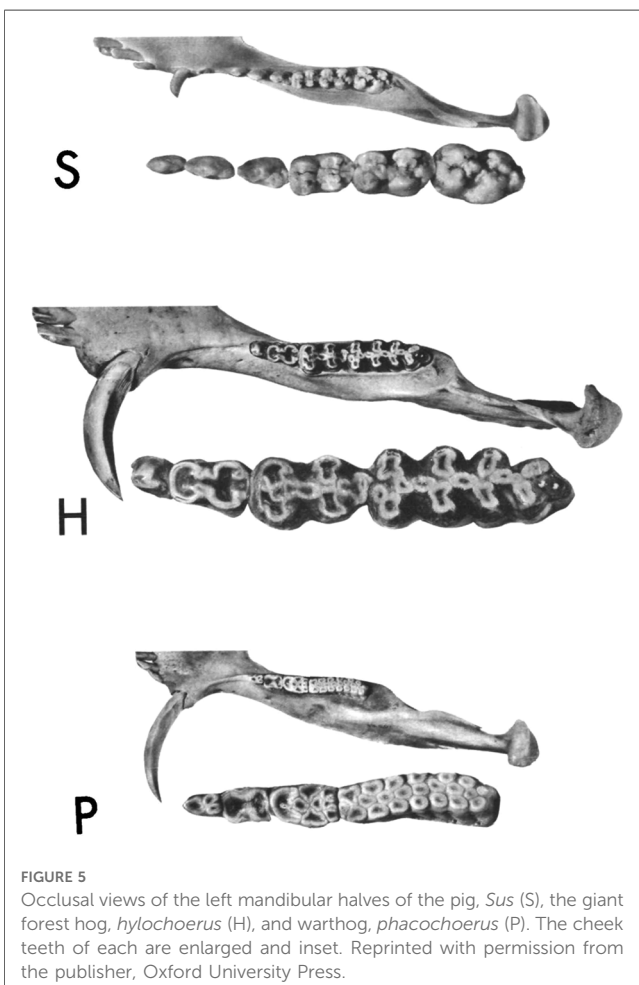 S
H
P
FIGURE 5
Occlusal views of the left mandibular halves of the pig, Sus (S), the giant
forest hog, hylochoerus (H), and warthog, phacochoerus (P). The cheek
teeth of each are enlarged and inset. Reprinted with permission from
the publisher, Oxford University Press.